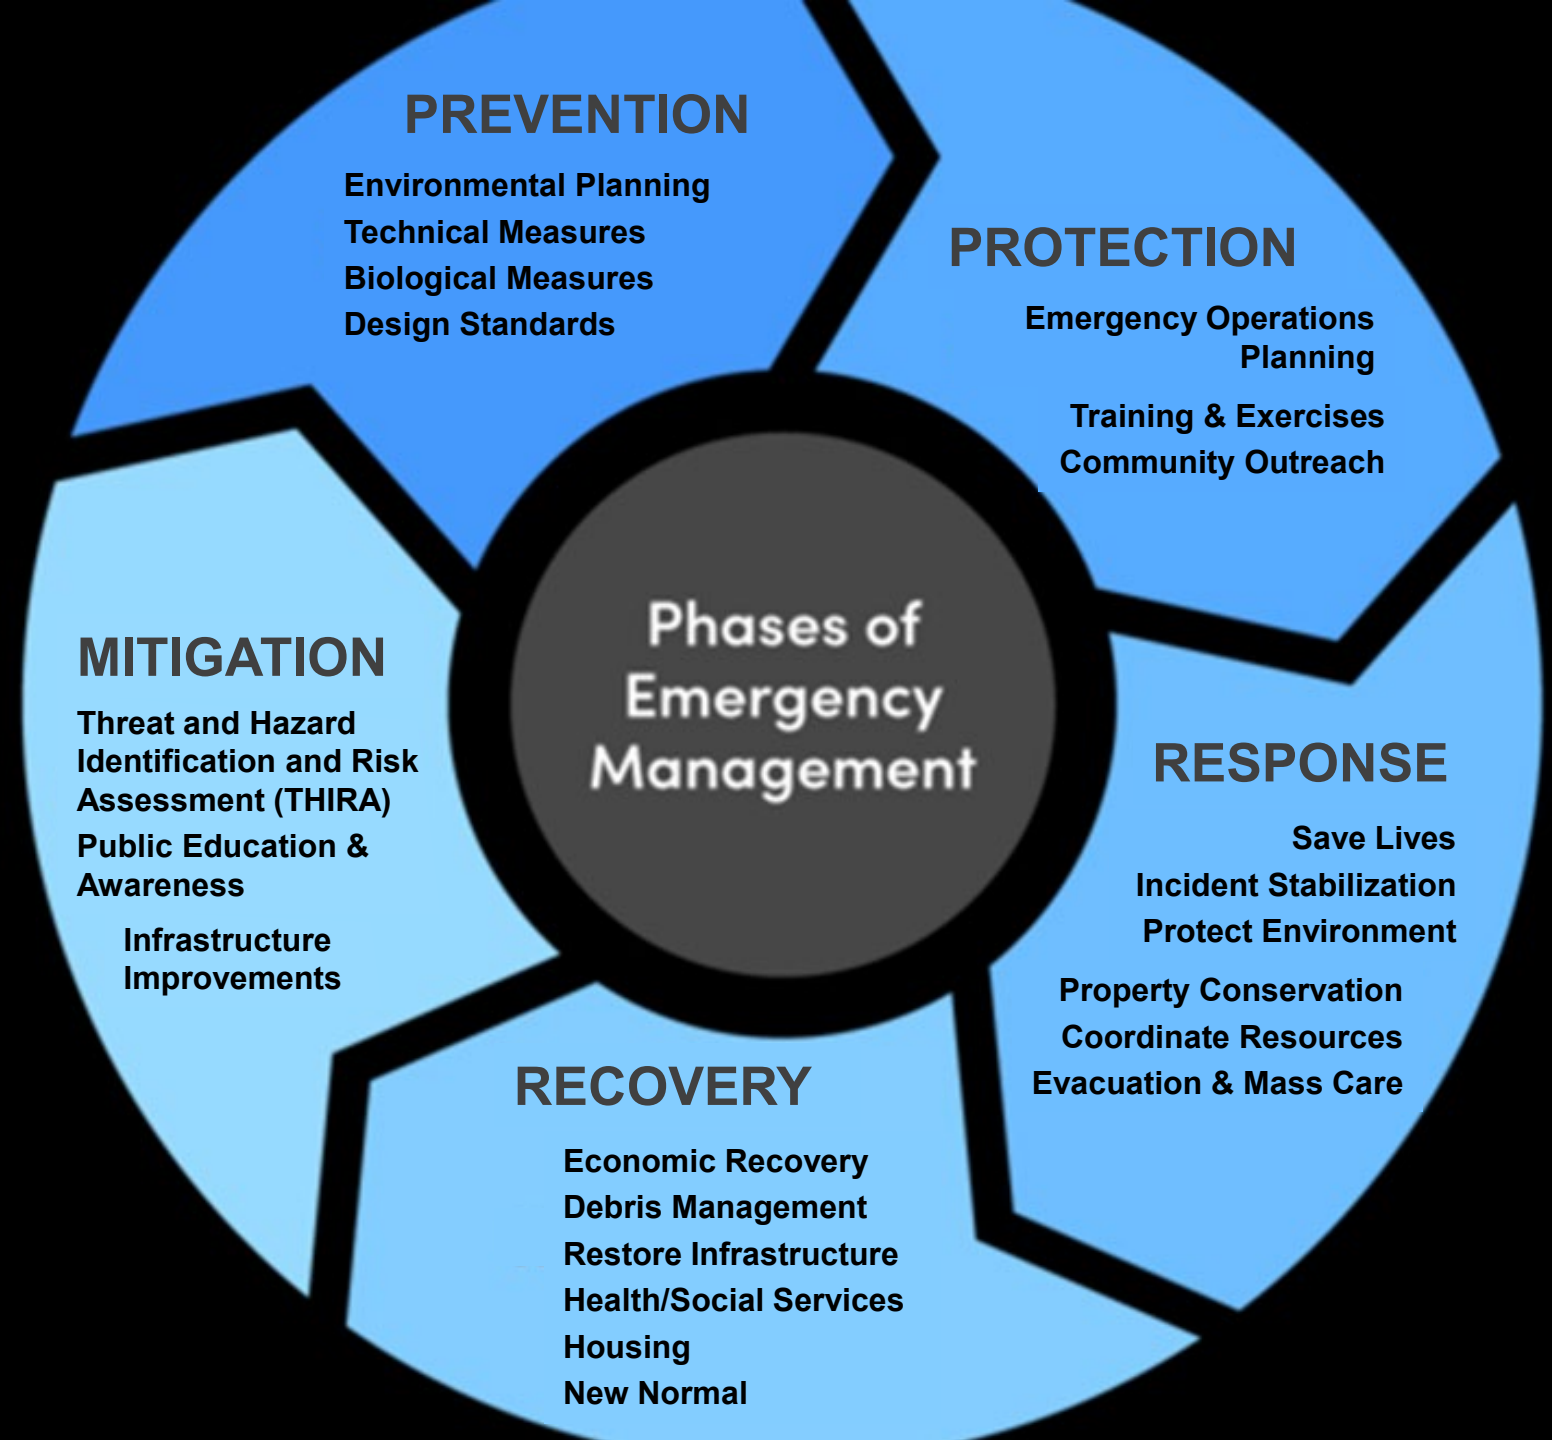 PREVENTION
Environmental Planning
Technical Measures
Biological Measures
Design Standards
PROTECTION
Emergency Operations
Planning
Training & Exercises
Community Outreach
RESPONSE
Save Lives
Incident Stabilization
Protect Environment
Property Conservation
Coordinate Resources
Evacuation & Mass Care
RECOVERY
Economic Recovery
Debris Management
Restore Infrastructure
Health/Social Services
Housing
New Normal
MITIGATION
Threat and Hazard
Identification and Risk
Assessment (THIRA)
Public Education &
Awareness
Infrastructure
Improvements
Phases of
Emergency
Management